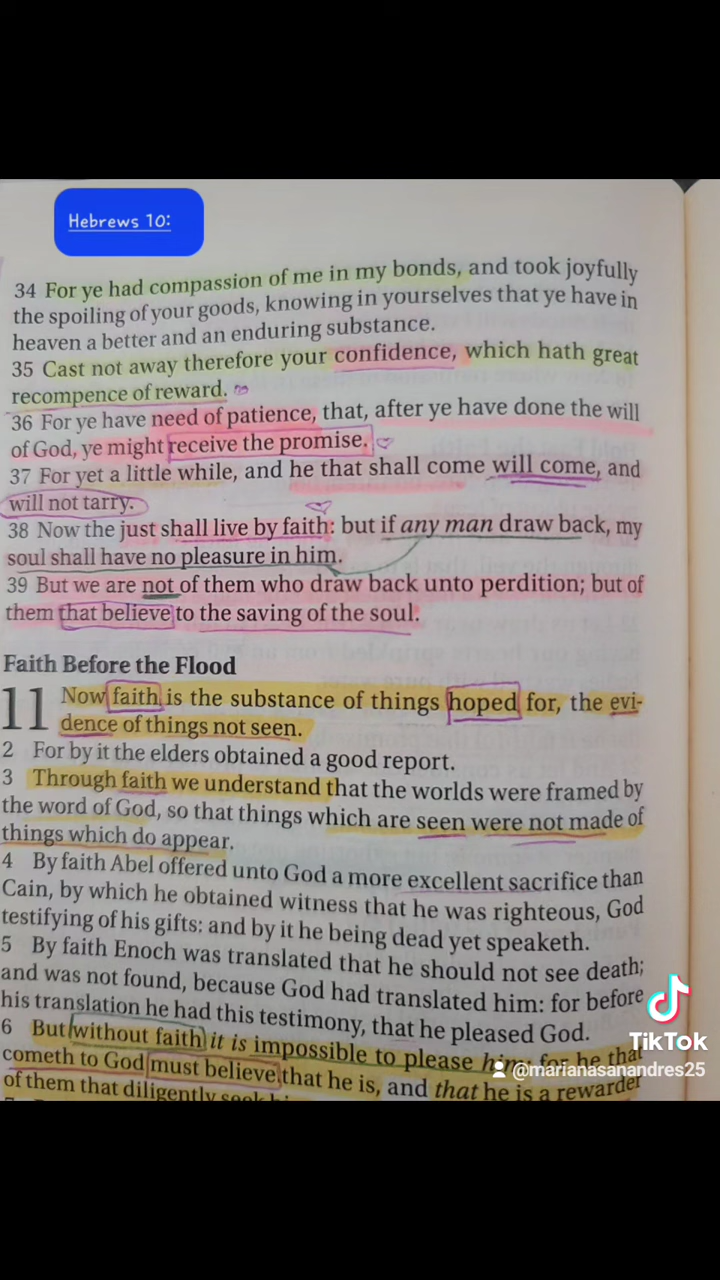 Hebrews 10:
34 For ye had compassion of me in my bonds, and took joyfully
the spoiling of your goods, knowing in yourselves that ye have in
heaven a better and an enduring substance.
35 Cast not away therefore your confidence, which hath great
recompence of reward.
36 For ye have need of patience, that, after ye have done the will
of God, ye might receive the promise.
37 For yet a little while, and he that shall come will come, and
will not tarry.
38 Now the just shall live by faith: but if any man draw back, my
soul shall have no pleasure in him.
39 But we are not of them who draw back unto perdition; but of
them that believe to the saving of the soul.
Faith Before the Flood
11 Now faith is the substance of things hoped for, the evi-
dence of things not seen.
2 For by it the elders obtained a good report.
3 Through faith we understand that the worlds were framed by
the word of God, so that things which are seen were not made of
things which do appear.
4 By faith Abel offered unto God a more excellent sacrifice than
Cain, by which he obtained witness that he was righteous, God
testifying of his gifts: and by it he being dead yet speaketh.
5 By faith Enoch was translated that he should not see death;
and was not found, because God had translated him: for before
his translation he had this testimony, that he pleased God.
6 But without faith it is impossible to please him: for he that
cometh to God must believe that he is, and that he is a rewarder
of them that diligently seek
TikTok
@marianasanandres25